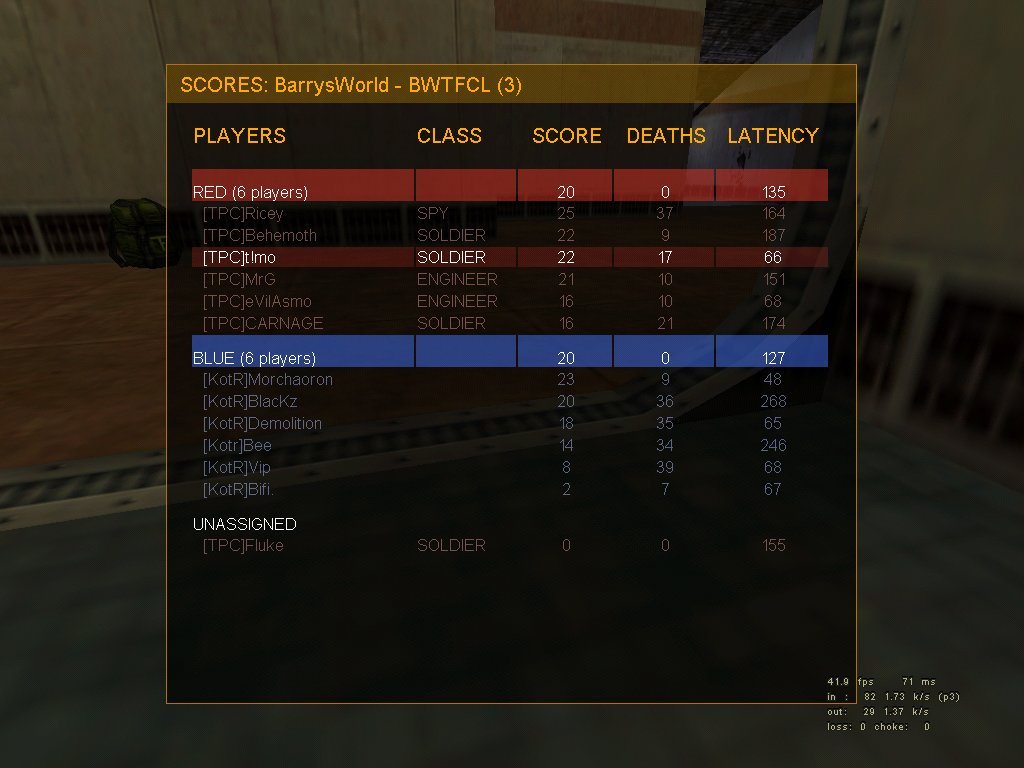 SCORES: BarrysWorld - BWTFCL (3)
PLAYERS CLASS SCORE DEATHS LATENCY
RED (6 players) 20 0 135
[TPC]Ricey SPY 25 37 164
[TPC]Behemoth SOLDIER 22 9 187
[TPC]t!mo SOLDIER 22 17 66
[TPC]MrG ENGINEER 21 10 151
[TPC]eVilAsmo ENGINEER 16 10 68
[TPC]CARNAGE SOLDIER 16 21 174
BLUE (6 players) 20 0 127
[KotR]Morchaoron 23 9 48
[KotR]BlacKz 20 36 268
[KotR]Demolition 18 35 65
[Kotr]Bee 14 34 246
[KotR]Vip 8 39 68
[KotR]Bifi. 2 7 67
UNASSIGNED
[TPC]Fluke SOLDIER 0 0 155
41.9 fps 71 ms
in : 82 1.73 k/s (p3)
out: 29 1.37 k/s
loss: 0 choke: 0